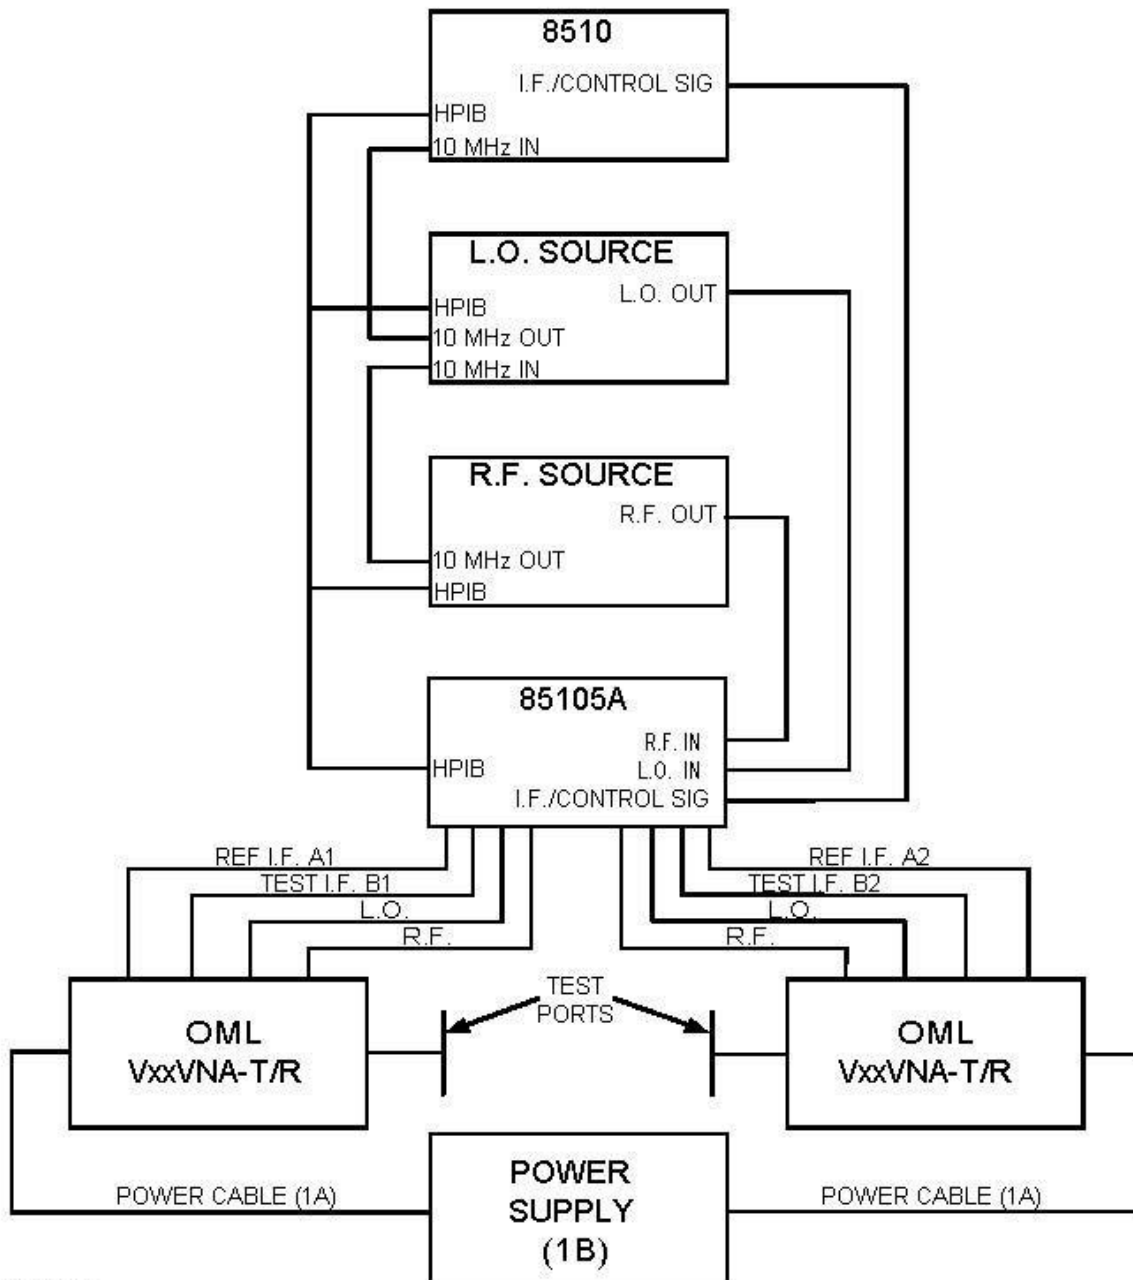 8510
I.F./CONTROL SIG
HPIB
10 MHz IN
L.O. SOURCE
L.O. OUT
HPIB
10 MHz OUT
10 MHz IN
R.F. SOURCE
R.F. OUT
10 MHz OUT
HPIB
85105A
R.F. IN
HPIB
L.O. IN
I.F./CONTROL SIG
REF I.F. A1
TEST I.F. B1
L.O.
R.F.
REF I.F. A2
TEST I.F. B2
L.O.
R.F.
TEST
PORTS
OML
VxxVNA-T/R
OML
VxxVNA-T/R
POWER CABLE (1A)
POWER
SUPPLY
(1B)
POWER CABLE (1A)